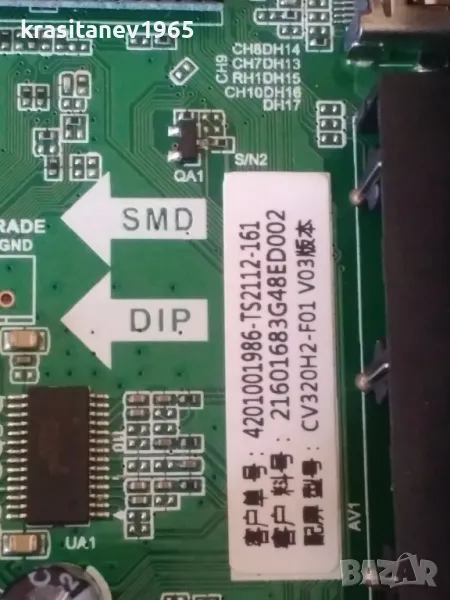 krasitanev1965
CH8DH14
CH7DH13
CH9
RH1DH15
CH10DH16
DH17
S/N2
QA1
SMD
RADE
GND
DIP
客户单号：4201001986-TS2112-161
客户料号：21601683G48ED002
配屏型号：CV320H2-F01 V03版本
UA1
AV1
BAZAR